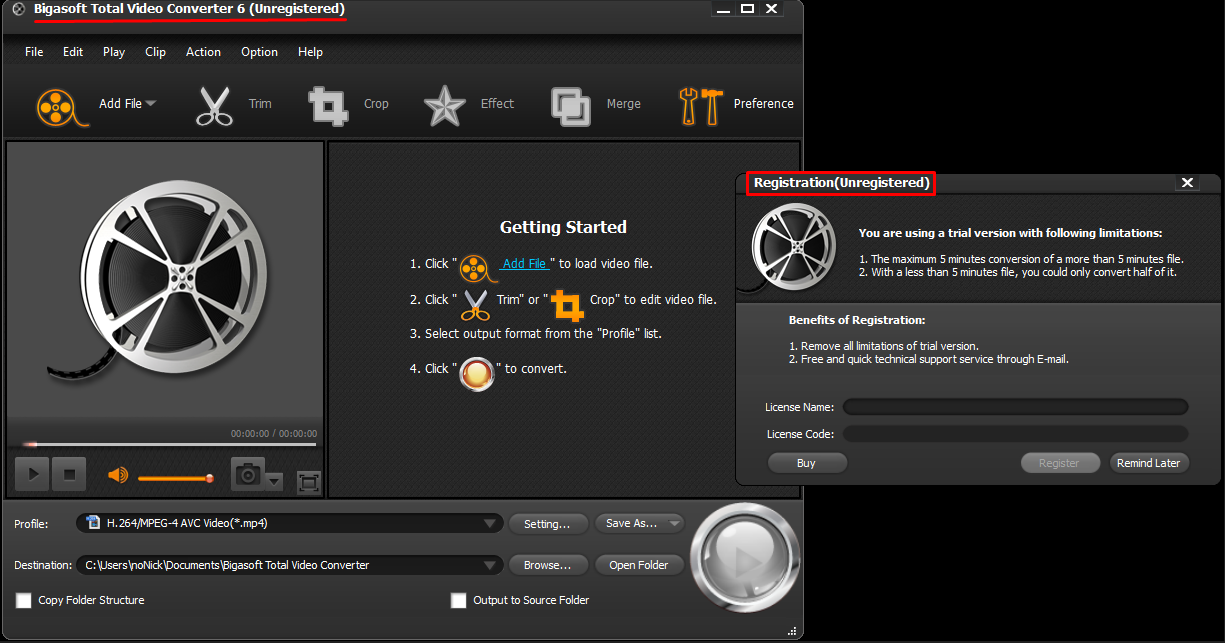 Bigasoft Total Video Converter 6 (Unregistered)
File Edit Play Clip Action Option Help
Add File Trim Crop Effect Merge Preference
Getting Started
1. Click " Add File " to load video file.
2. Click " Trim" or " Crop" to edit video file.
3. Select output format from the "Profile" list.
4. Click " " to convert.
00:00:00 / 00:00:00
Profile: H.264/MPEG-4 AVC Video(*.mp4) Setting... Save As...
Destination: C:\Users\noNick\Documents\Bigasoft Total Video Converter Browse... Open Folder
Copy Folder Structure Output to Source Folder
Registration(Unregistered)
You are using a trial version with following limitations:
1. The maximum 5 minutes conversion of a more than 5 minutes file.
2. With a less than 5 minutes file, you could only convert half of it.
Benefits of Registration:
1. Remove all limitations of trial version.
2. Free and quick technical support service through E-mail.
License Name:
License Code:
Buy Register Remind Later